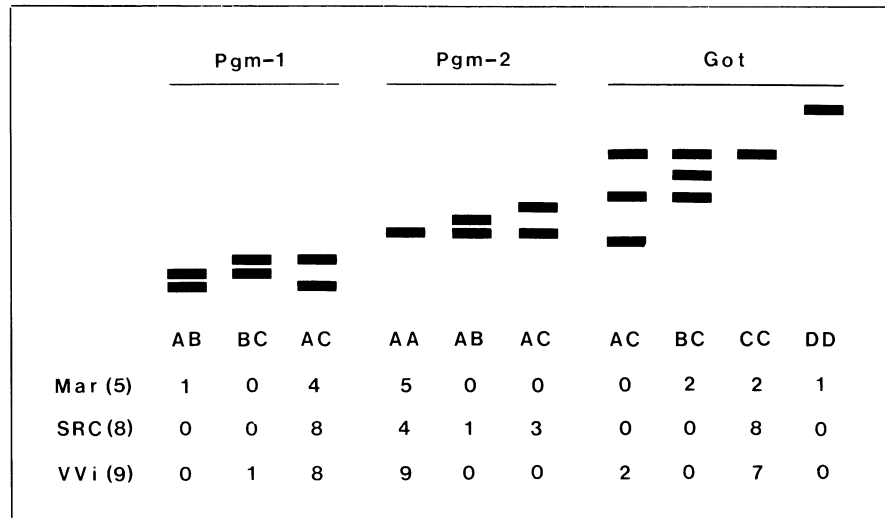 Pgm-1 Pgm-2 Got
AB BC AC AA AB AC AC BC CC DD
Mar (5) 1 0 4 5 0 0 0 2 2 1
SRC (8) 0 0 8 4 1 3 0 0 8 0
VVi (9) 0 1 8 9 0 0 2 0 7 0